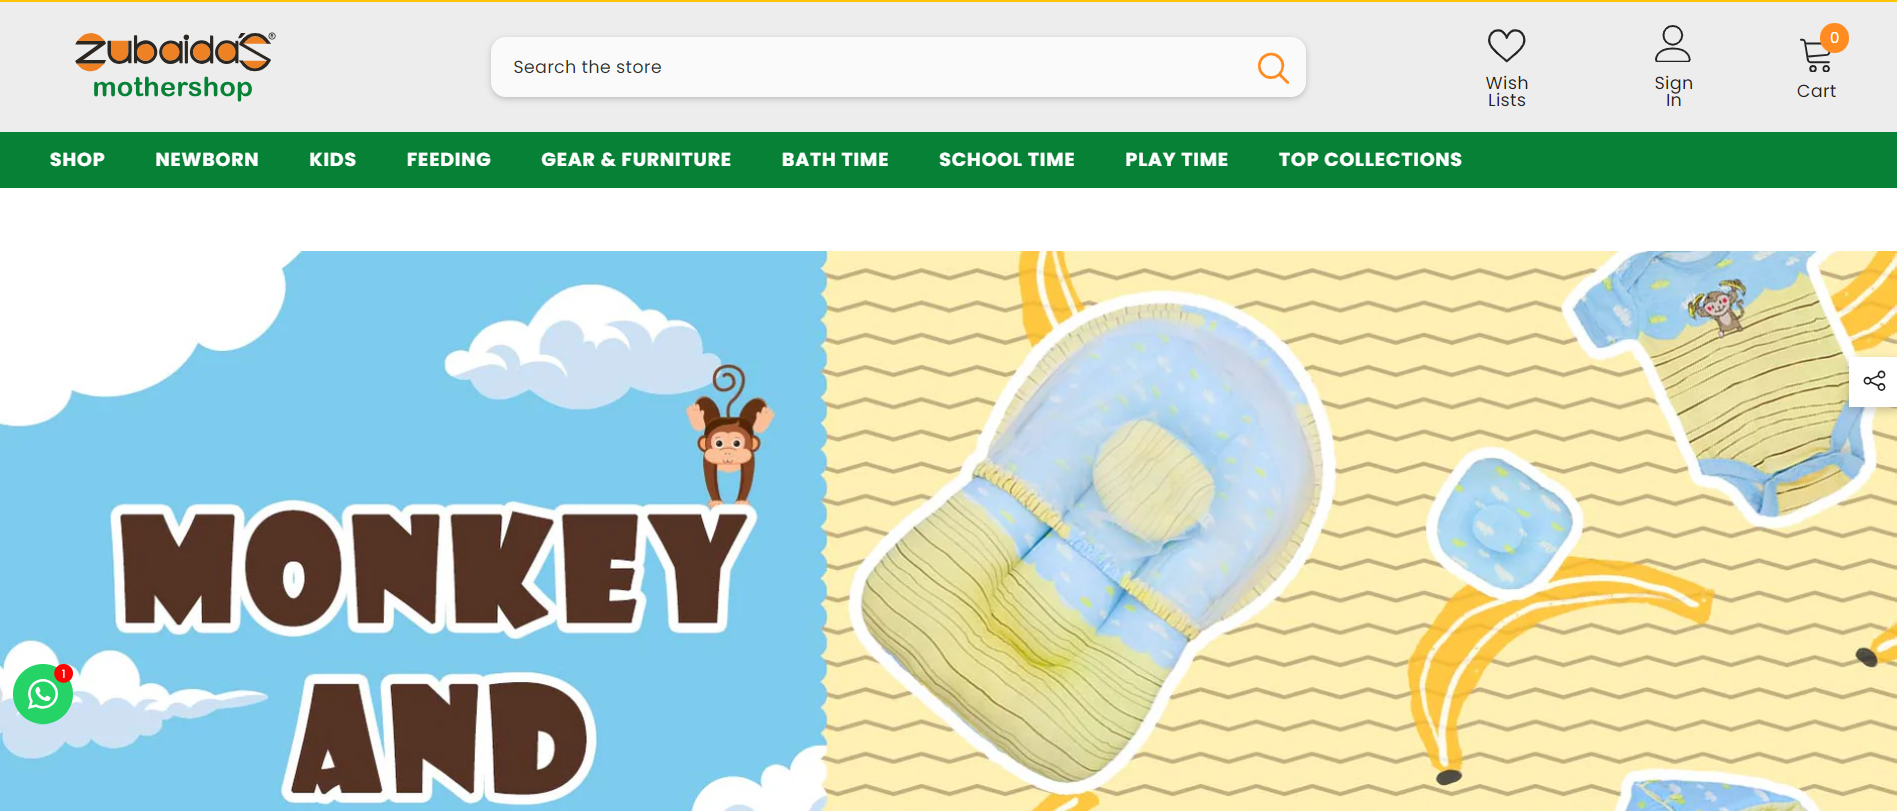 Zubaida's®
mothershop
Search the store
Wish
Lists
Sign
In
0
Cart
SHOP NEWBORN KIDS FEEDING GEAR & FURNITURE BATH TIME SCHOOL TIME PLAY TIME TOP COLLECTIONS
MONKEY
AND
1